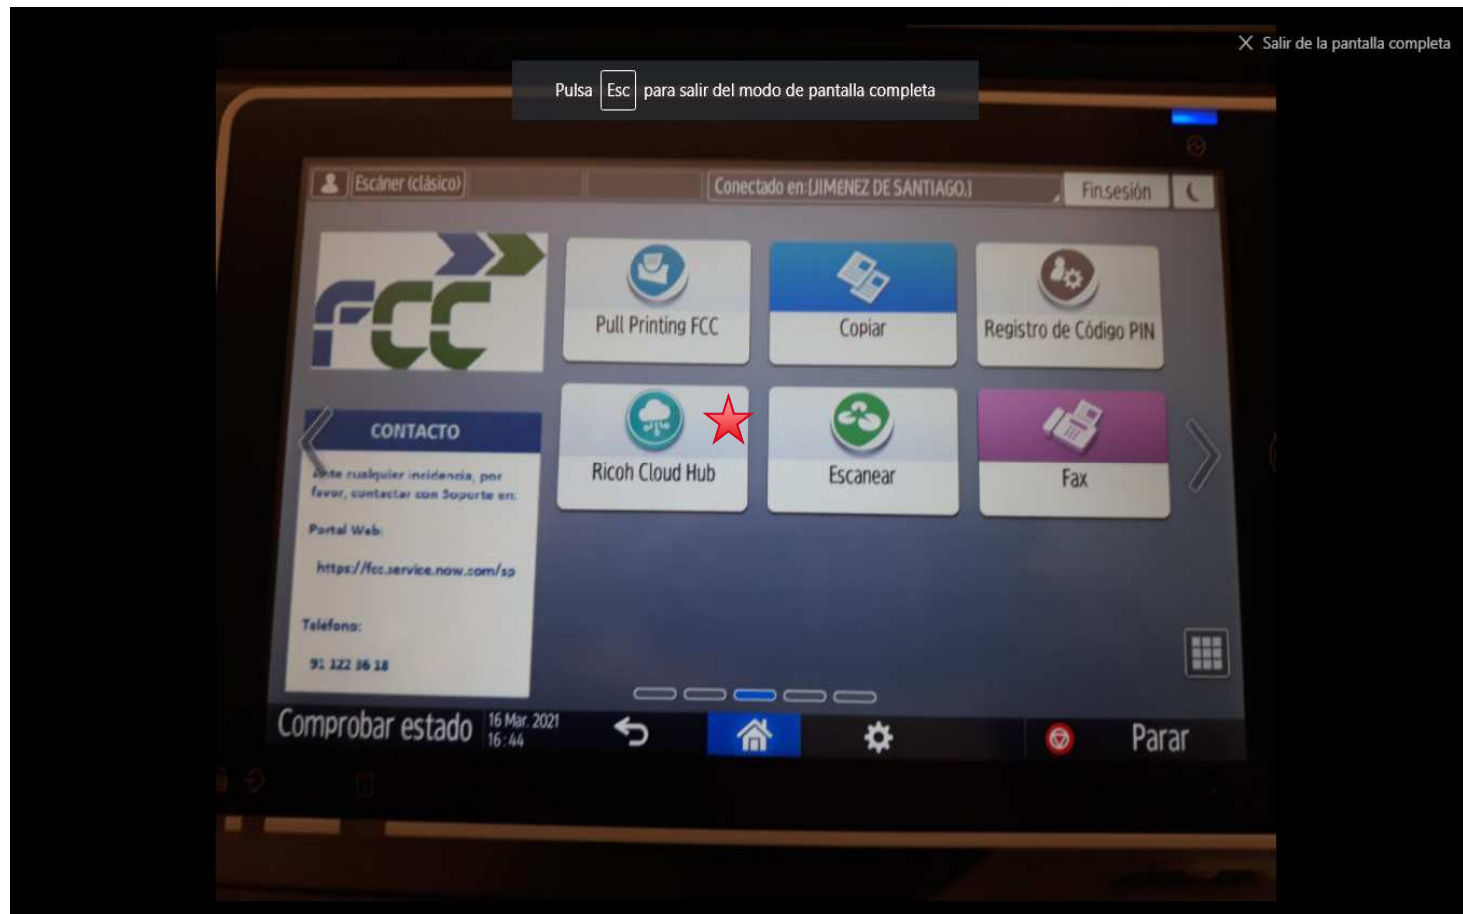 Salir de la pantalla completa
Pulsa Esc para salir del modo de pantalla completa
Escáner (clásico)
Conectado en:[JIMENEZ DE SANTIAGO.]
Fin.sesión
FCC
Pull Printing FCC
Copiar
Registro de Código PIN
CONTACTO
Ante cualquier incidencia, por
favor, contactar con Soporte en:
Portal Web:
https://fcc.service.now.com/sp
Teléfono:
91 122 36 18
Ricoh Cloud Hub
Escanear
Fax
Comprobar estado
16 Mar. 2021
16:44
Parar